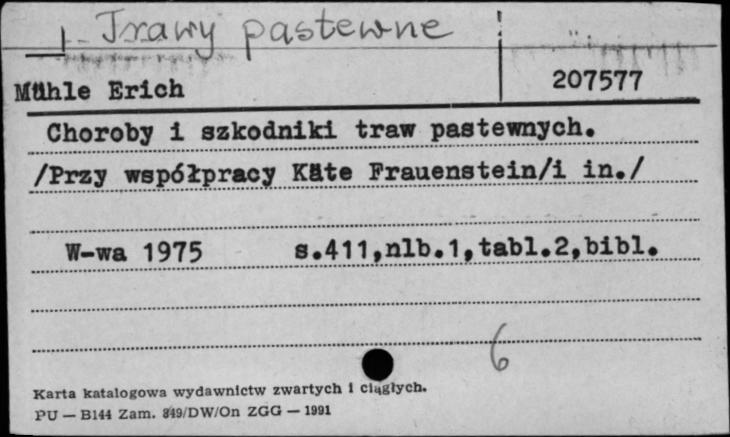 1. Trawy pastewne
Mühle Erich 207577
Choroby i szkodniki traw pastewnych.
/Przy współpracy Käte Frauenstein/i in./
W-wa 1975 s.411,nlb.1,tabl.2,bibl.
6
Karta katalogowa wydawnictw zwartych i ciągłych.
PU — B144 Zam. 849/DW/On ZGG — 1991